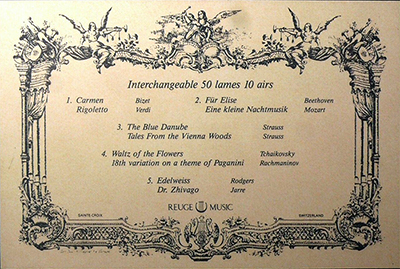 Interchangeable 50 lames 10 airs
1. Carmen Bizet 2. Für Elise Beethoven
Rigoletto Verdi Eine kleine Nachtmusik Mozart
3. The Blue Danube Strauss
Tales From the Vienna Woods Strauss
4. Waltz of the Flowers Tchaikovsky
18th variation on a theme of Paganini Rachmaninov
5. Edelweiss Rodgers
Dr. Zhivago Jarre
REUGE MUSIC
SAINTE CROIX SWITZERLAND